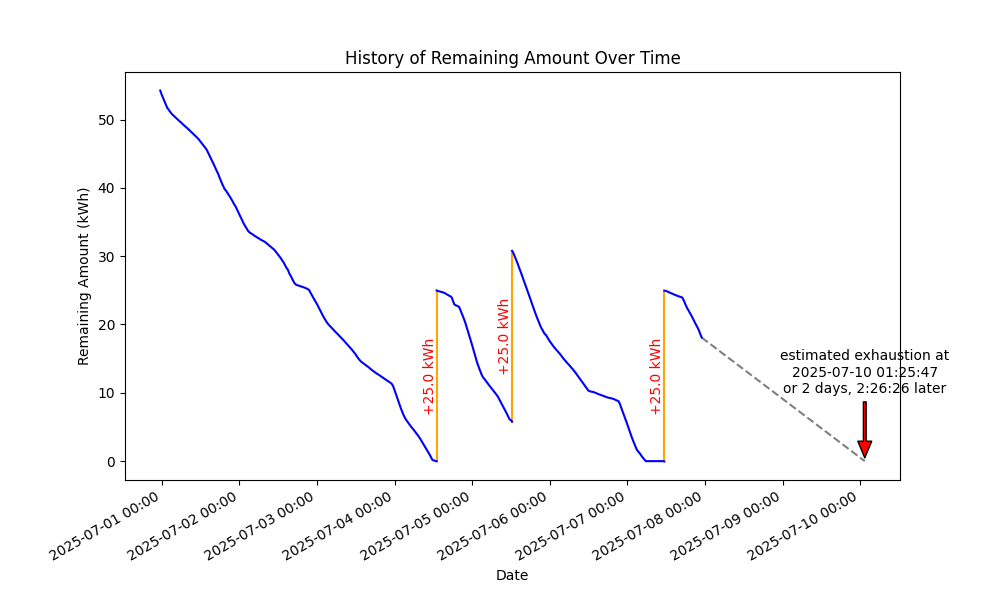 History of Remaining Amount Over Time
Remaining Amount (kWh)
50
40
30
20
10
0
+25.0 kWh
+25.0 kWh
+25.0 kWh
estimated exhaustion at
2025-07-10 01:25:47
or 2 days, 2:26:26 later
2025-07-01 00:00
2025-07-02 00:00
2025-07-03 00:00
2025-07-04 00:00
2025-07-05 00:00
2025-07-06 00:00
2025-07-07 00:00
2025-07-08 00:00
2025-07-09 00:00
2025-07-10 00:00
Date